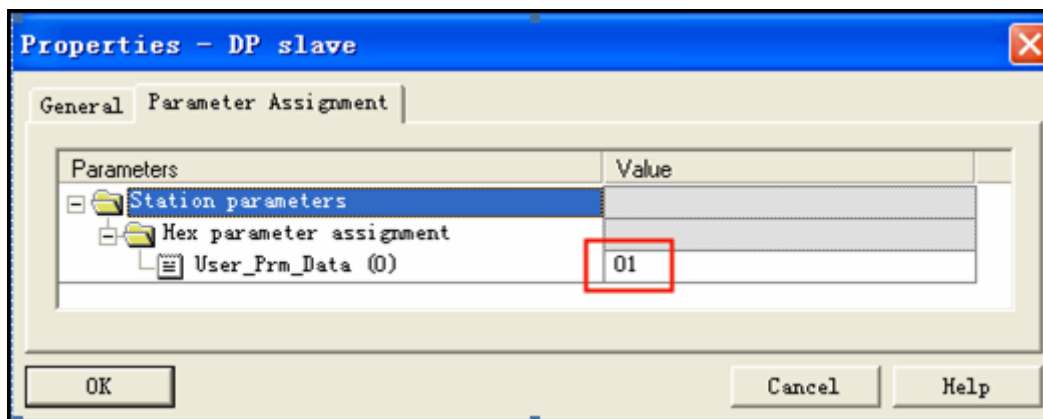 Properties - DP slave
General Parameter Assignment
Parameters Value
Station parameters
Hex parameter assignment
User_Prm_Data (0) 01
OK Cancel Help